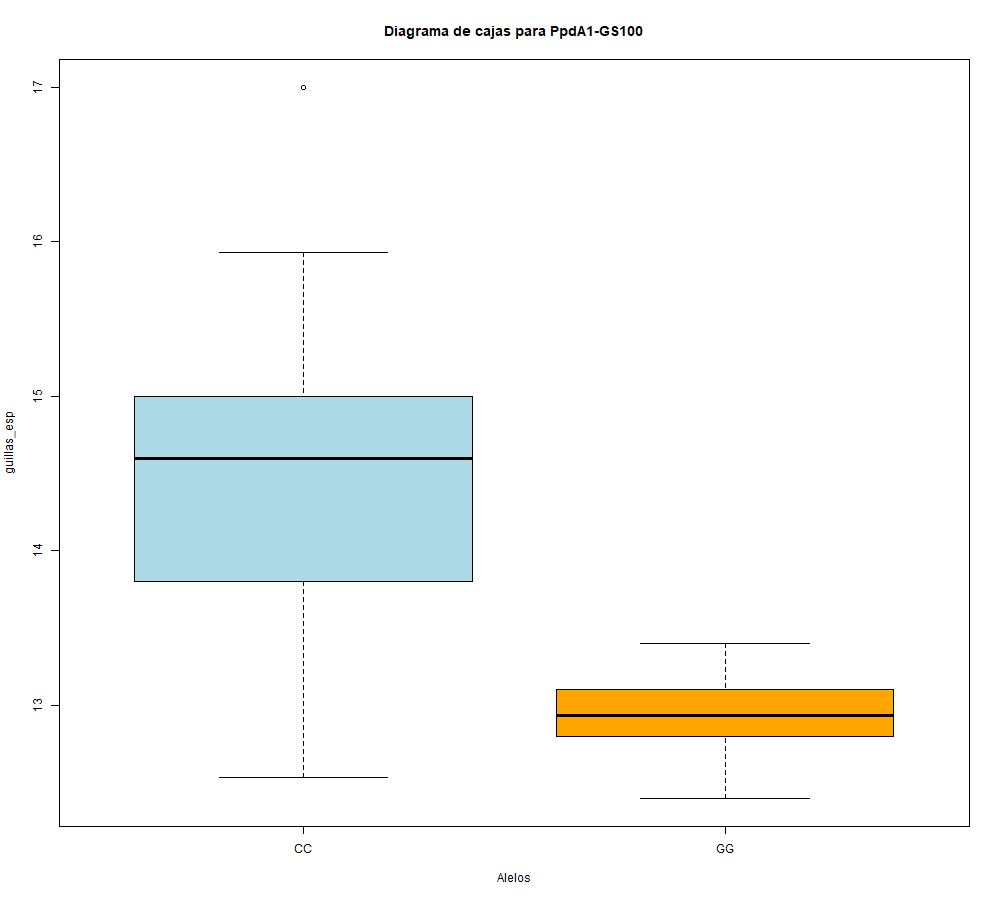 Diagrama de cajas para PpdA1-GS100
17
16
15
14
13
guillas_esp
CC
GG
Alelos